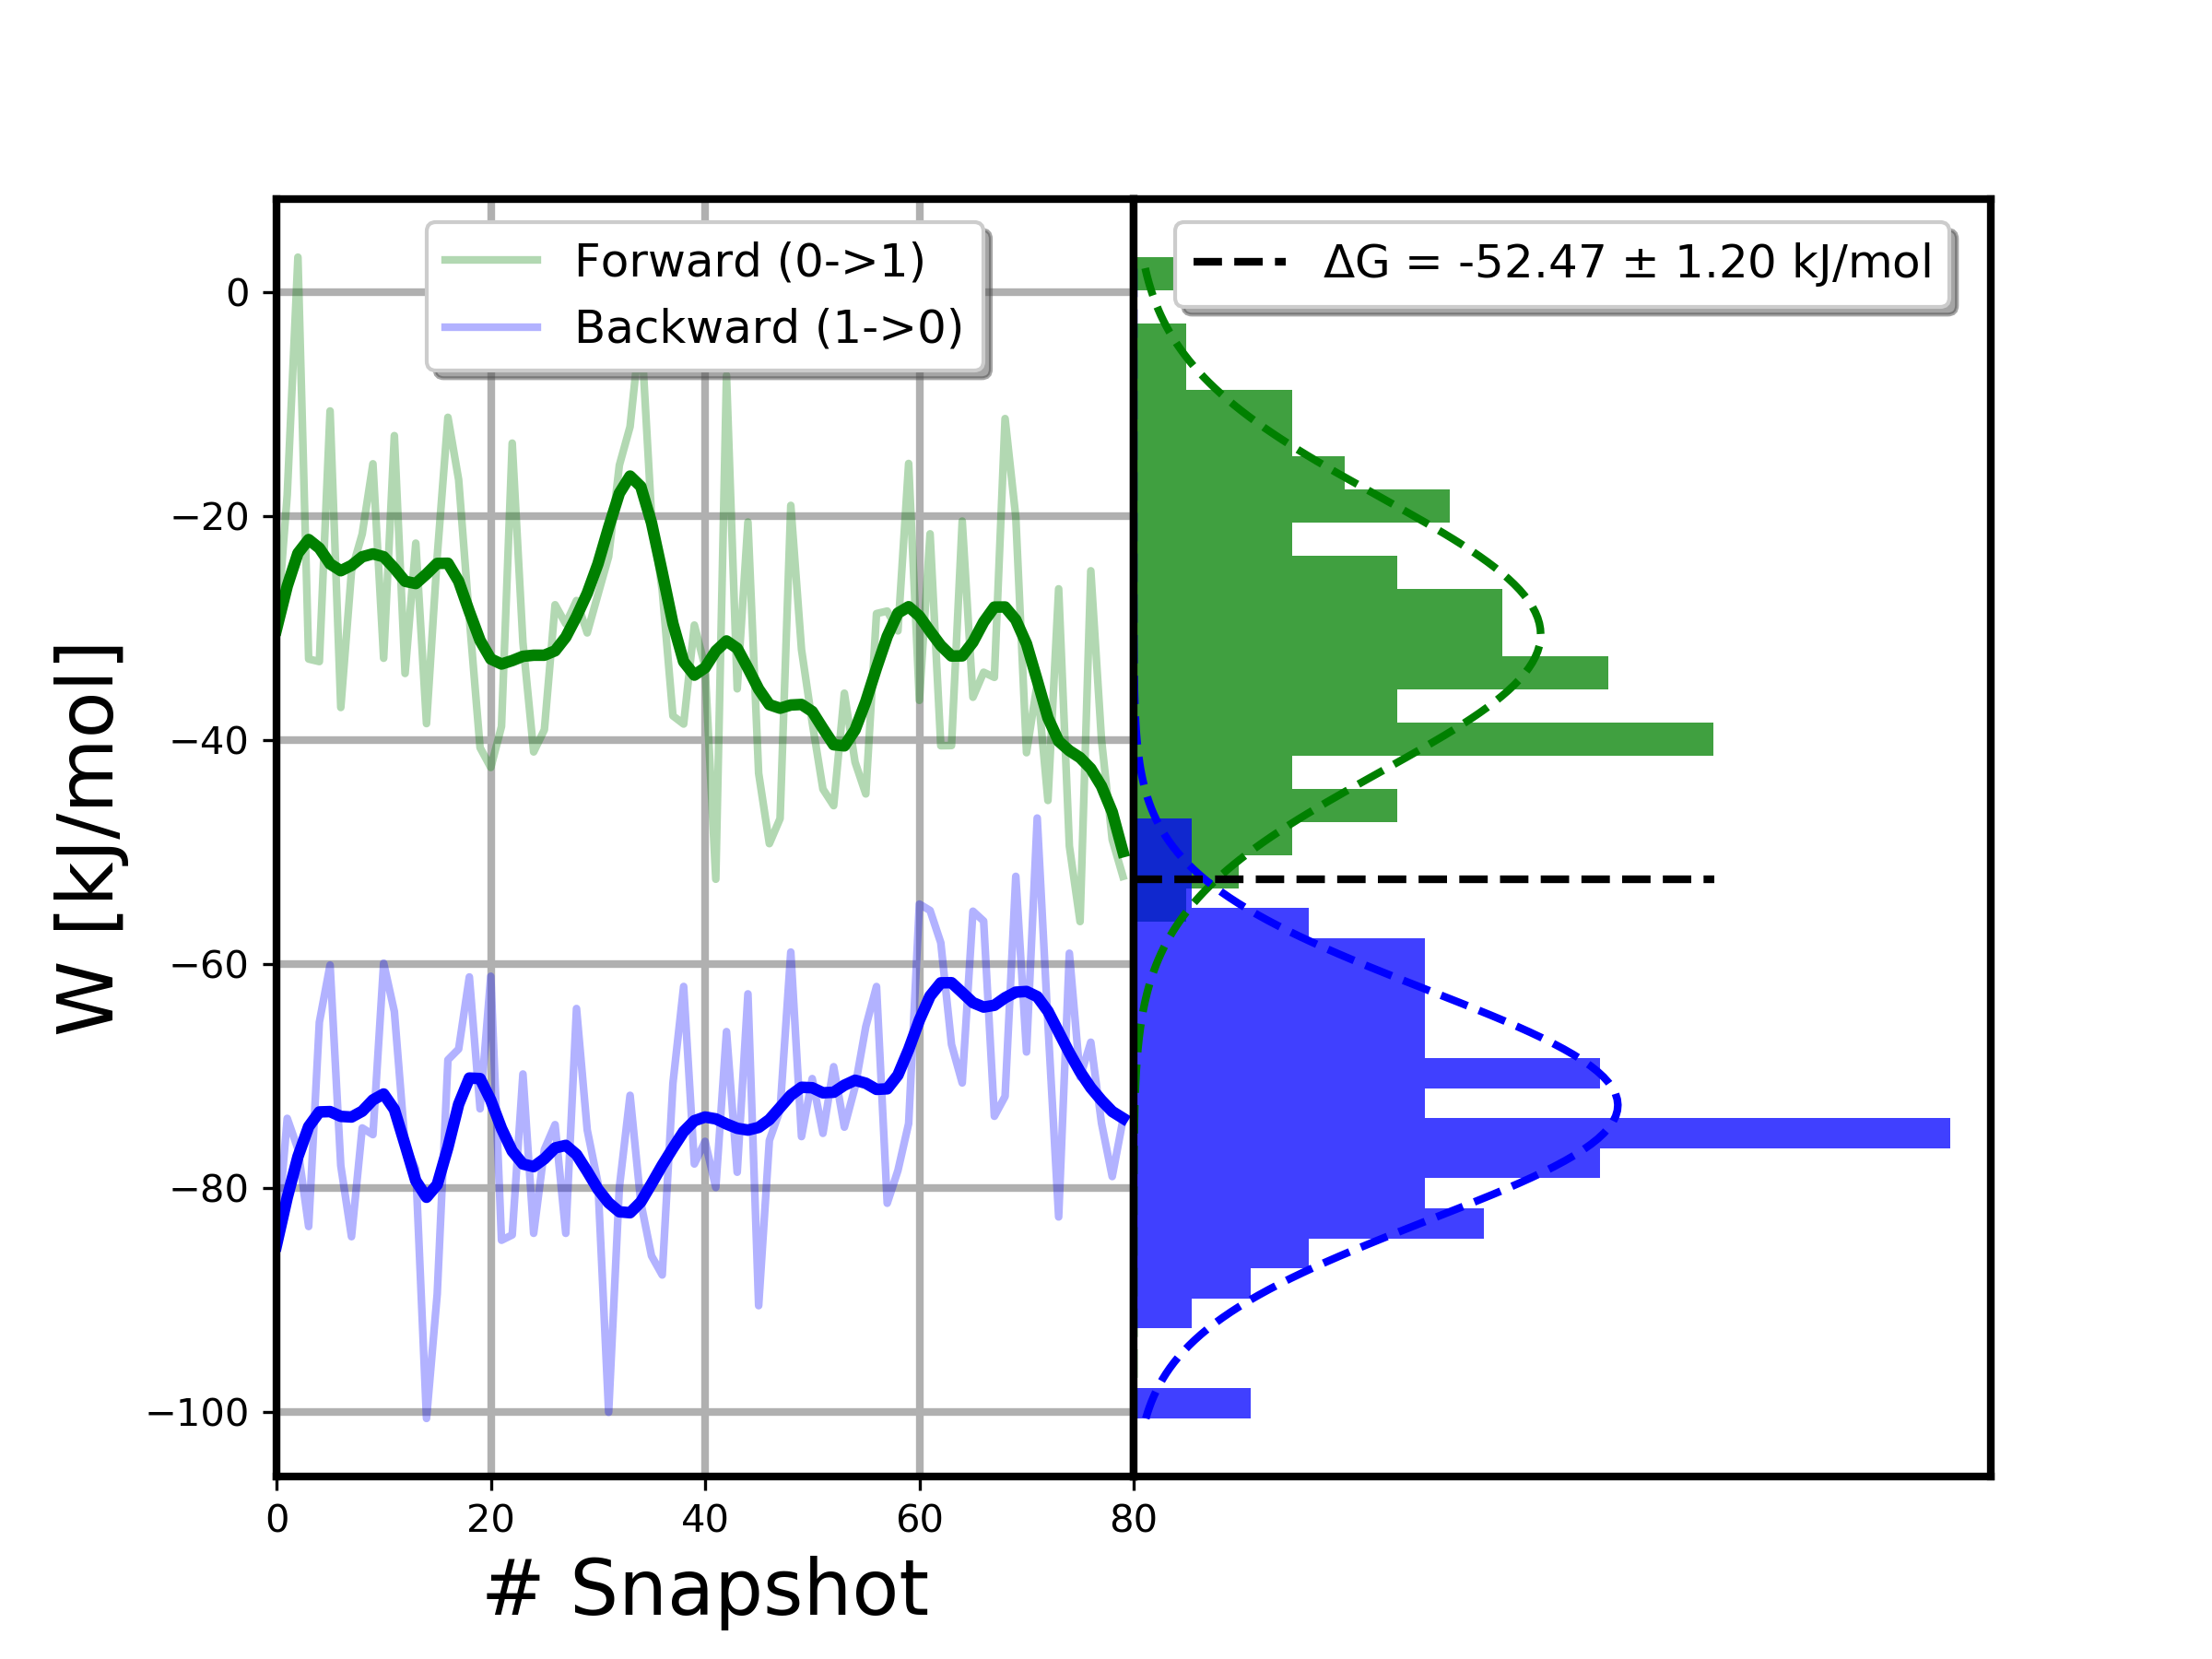 Forward (0->1)
Backward (1->0)
ΔG = -52.47 ± 1.20 kJ/mol
W [kJ/mol]
0
−20
−40
−60
−80
−100
0 20 40 60 80
# Snapshot